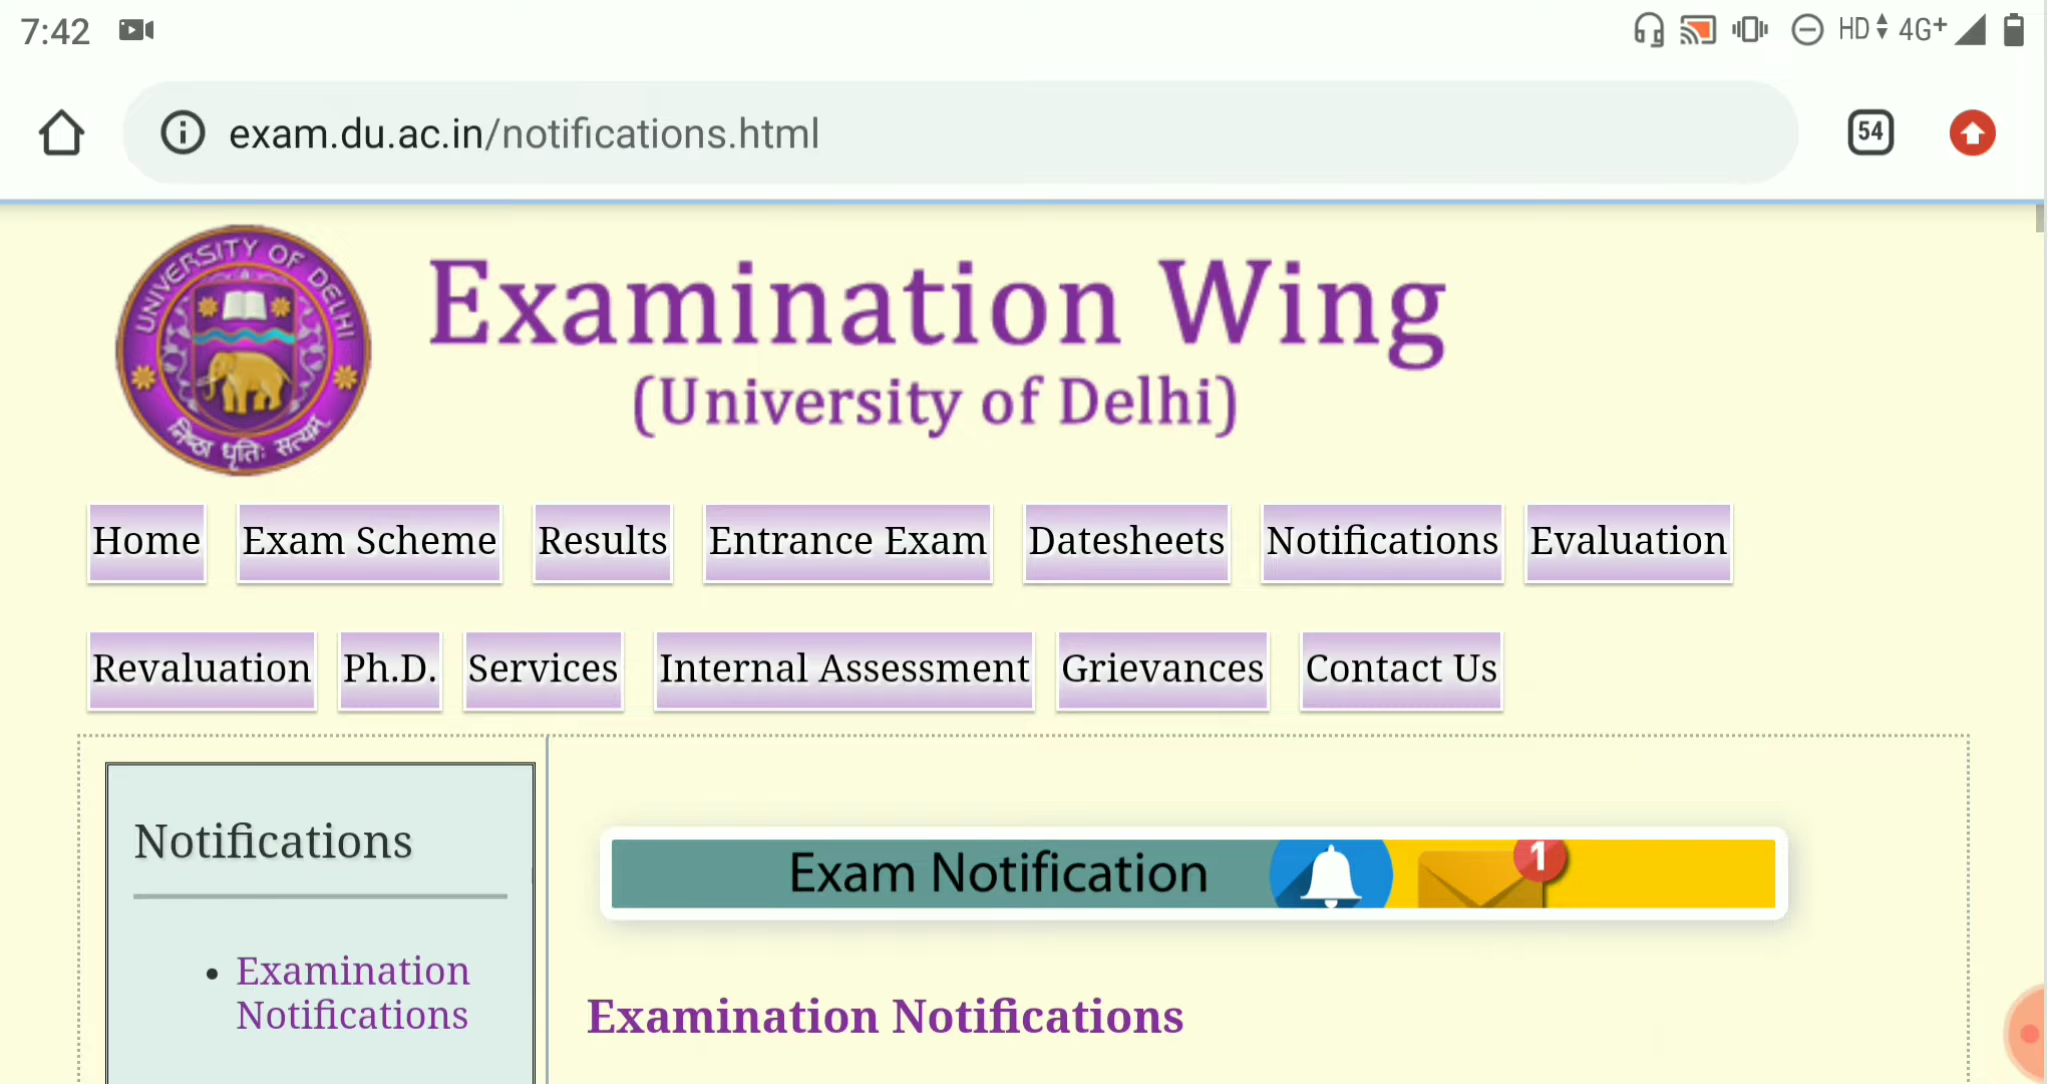 7:42 HD 4G+
exam.du.ac.in/notifications.html 54
UNIVERSITY OF DELHI
निष्ठा धृतिः सत्यम्
Examination Wing
(University of Delhi)
Home Exam Scheme Results Entrance Exam Datesheets Notifications Evaluation
Revaluation Ph.D. Services Internal Assessment Grievances Contact Us
Notifications
• Examination
Notifications
Exam Notification 1
Examination Notifications